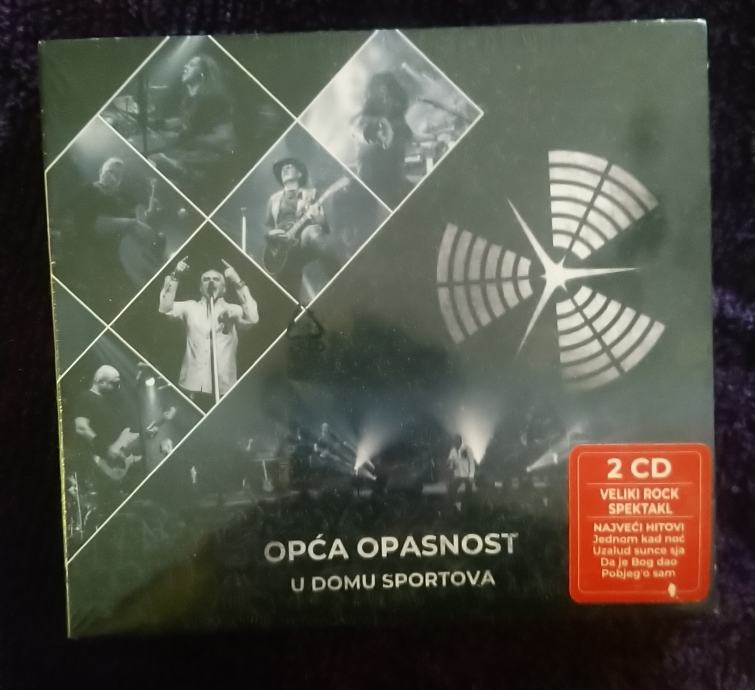 OPĆA OPASNOST
U DOMU SPORTOVA
2 CD
VELIKI ROCK
SPEKTAKL
NAJVEĆI HITOVI
Jednom kad noć
Uzalud sunce sja
Da je Bog dao
Pobjeg'o sam